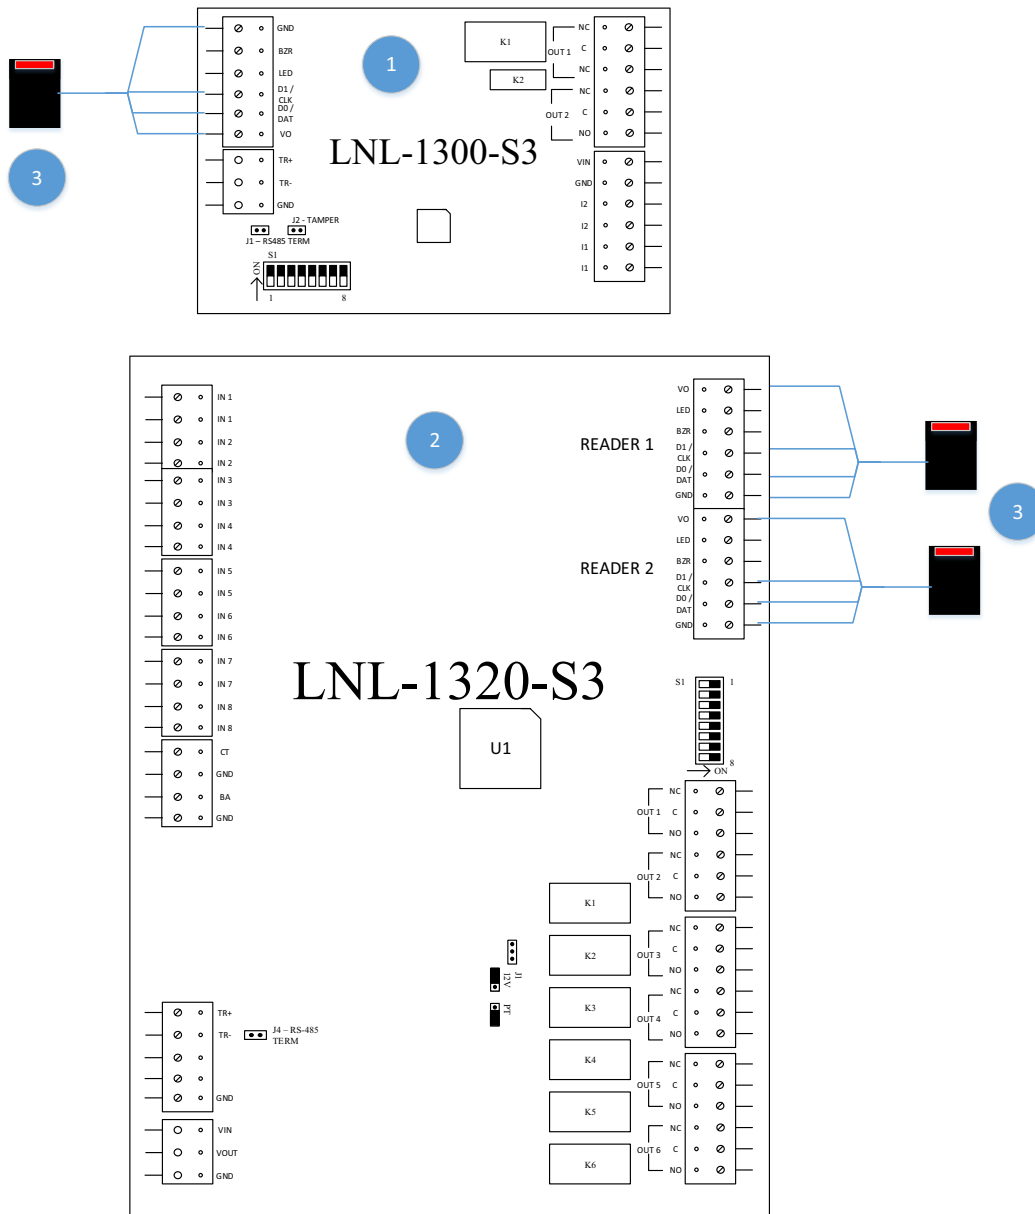 GND
BZR
LED
D1 /
CLK
D0 /
DAT
VO
TR+
TR-
GND
J2 - TAMPER
J1 – RS485 TERM
S1
ON
1
8
1
3
LNL-1300-S3
K1
K2
OUT 1
OUT 2
NC
C
NC
NC
C
NO
VIN
GND
I2
I2
I1
I1
IN 1
IN 1
IN 2
IN 2
IN 3
IN 3
IN 4
IN 4
IN 5
IN 5
IN 6
IN 6
IN 7
IN 7
IN 8
IN 8
CT
GND
BA
GND
2
READER 1
VO
LED
BZR
D1 /
CLK
D0 /
DAT
GND
READER 2
VO
LED
BZR
D1 /
CLK
D0 /
DAT
GND
3
LNL-1320-S3
U1
S1
1
8
ON
OUT 1
NC
C
NO
OUT 2
NC
C
NO
OUT 3
NC
C
NO
OUT 4
NC
C
NO
OUT 5
NC
C
NO
OUT 6
NC
C
NO
K1
K2
K3
K4
K5
K6
J1
12V
PT
TR+
TR-
J4 – RS-485
TERM
GND
VIN
VOUT
GND